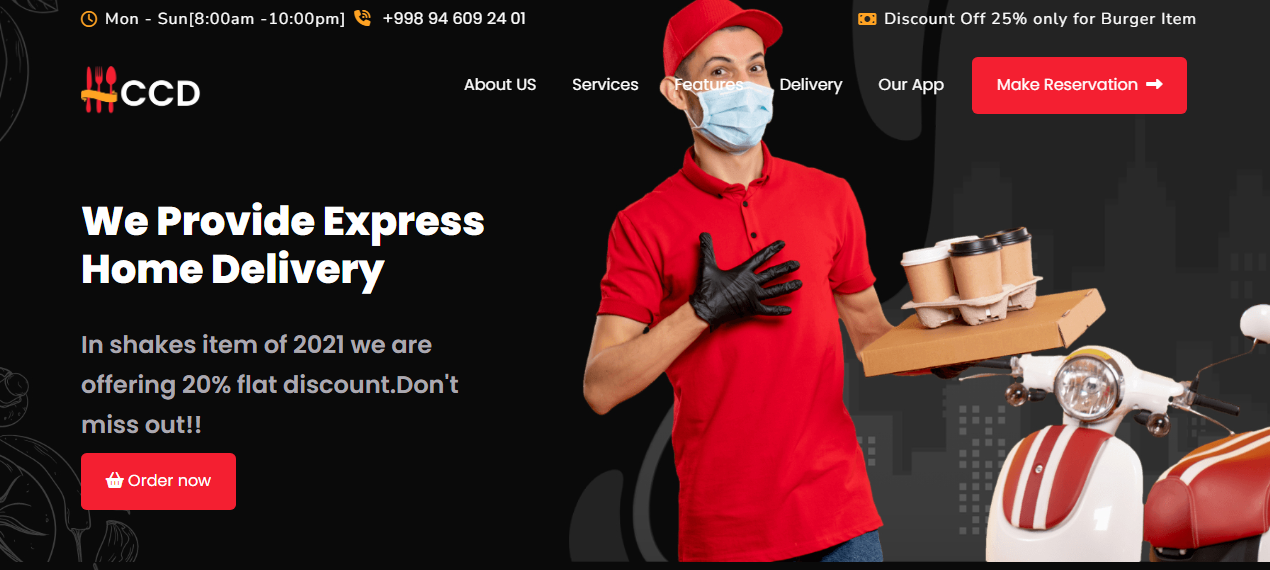 Mon - Sun[8:00am -10:00pm] +998 94 609 24 01 Discount Off 25% only for Burger Item
CCD About US Services Features Delivery Our App Make Reservation
We Provide Express
Home Delivery
In shakes item of 2021 we are
offering 20% flat discount.Don't
miss out!!
Order now